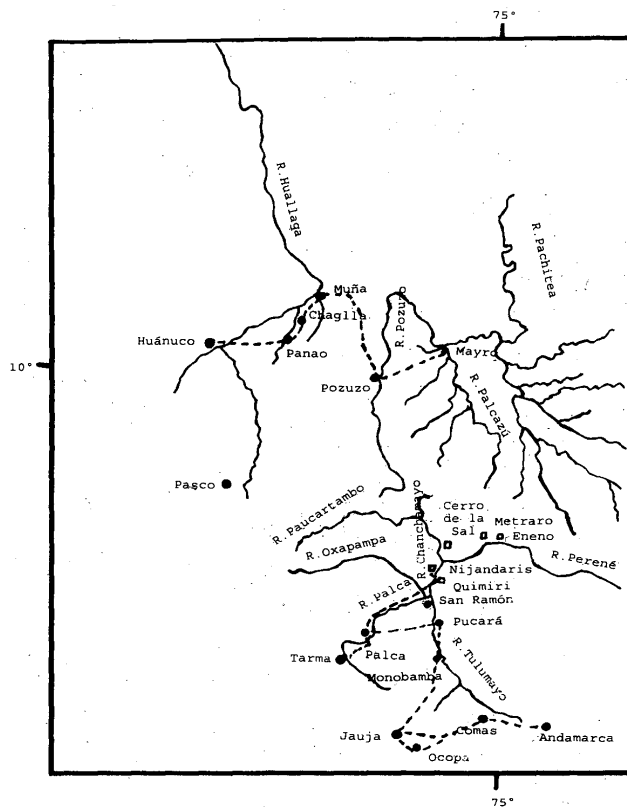 75°
R.Huallaga
R.Pachitea
Muña
R.Pozuzo
Chaglla
Huánuco
Panao
Mayro
10°
Pozuzo
R.Palcazú
Pasco
R.Paucartambo
R.Chanchamayo
Cerro
de la
Sal
Metraro
Eneno
R.Oxapampa
R.Perené
Nijandaris
R.Palca
Quimiri
San Ramón
Pucará
Tarma
Palca
R.Tulumayo
Monobamba
Jauja
Comas
Andamarca
Ocopa
75°